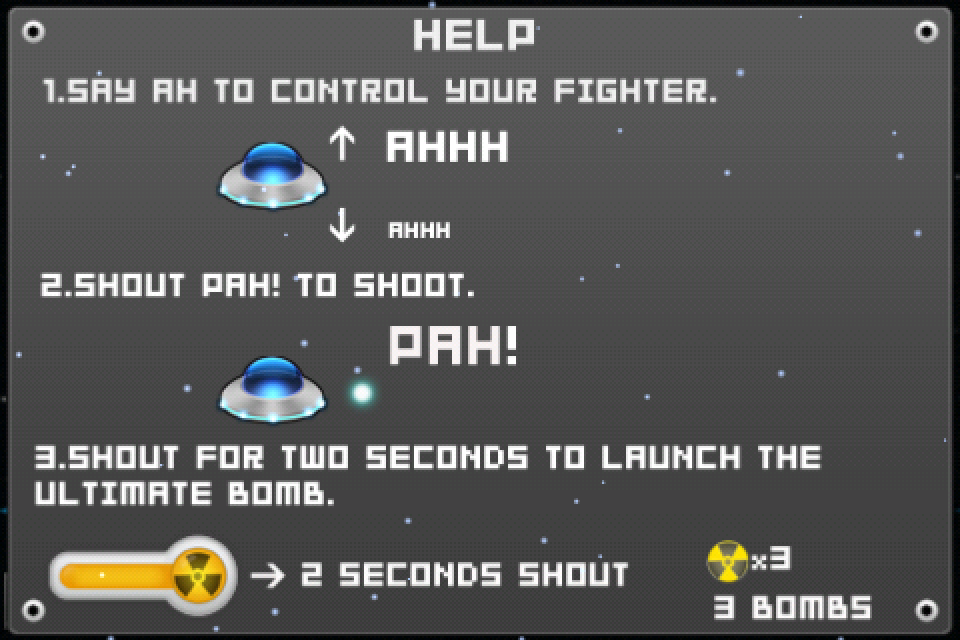 HELP
1.SAY AH TO CONTROL YOUR FIGHTER.
AHHH
AHHH
2.SHOUT PAH! TO SHOOT.
PAH!
3.SHOUT FOR TWO SECONDS TO LAUNCH THE
ULTIMATE BOMB.
2 SECONDS SHOUT
x3
3 BOMBS